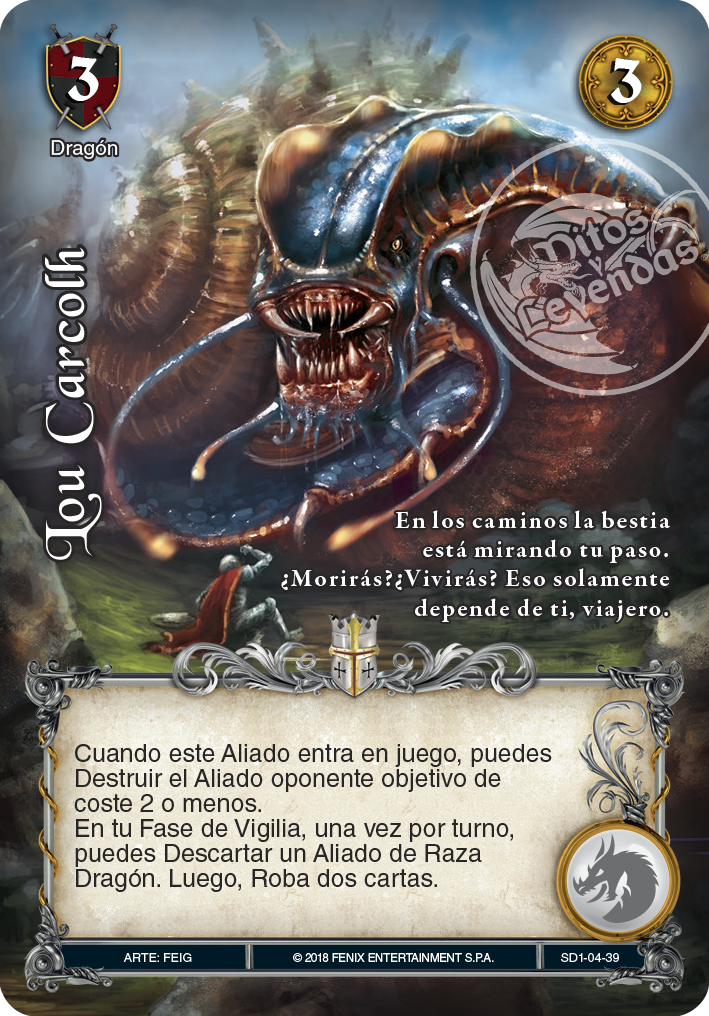 3
Dragón
3
Mitos
y
Leyendas
Lou Carcolh
En los caminos la bestia
está mirando tu paso.
¿Morirás?¿Vivirás? Eso solamente
depende de ti, viajero.
Cuando este Aliado entra en juego, puedes
Destruir el Aliado oponente objetivo de
coste 2 o menos.
En tu Fase de Vigilia, una vez por turno,
puedes Descartar un Aliado de Raza
Dragón. Luego, Roba dos cartas.
ARTE: FEIG
© 2018 FENIX ENTERTAINMENT S.P.A.
SD1-04-39